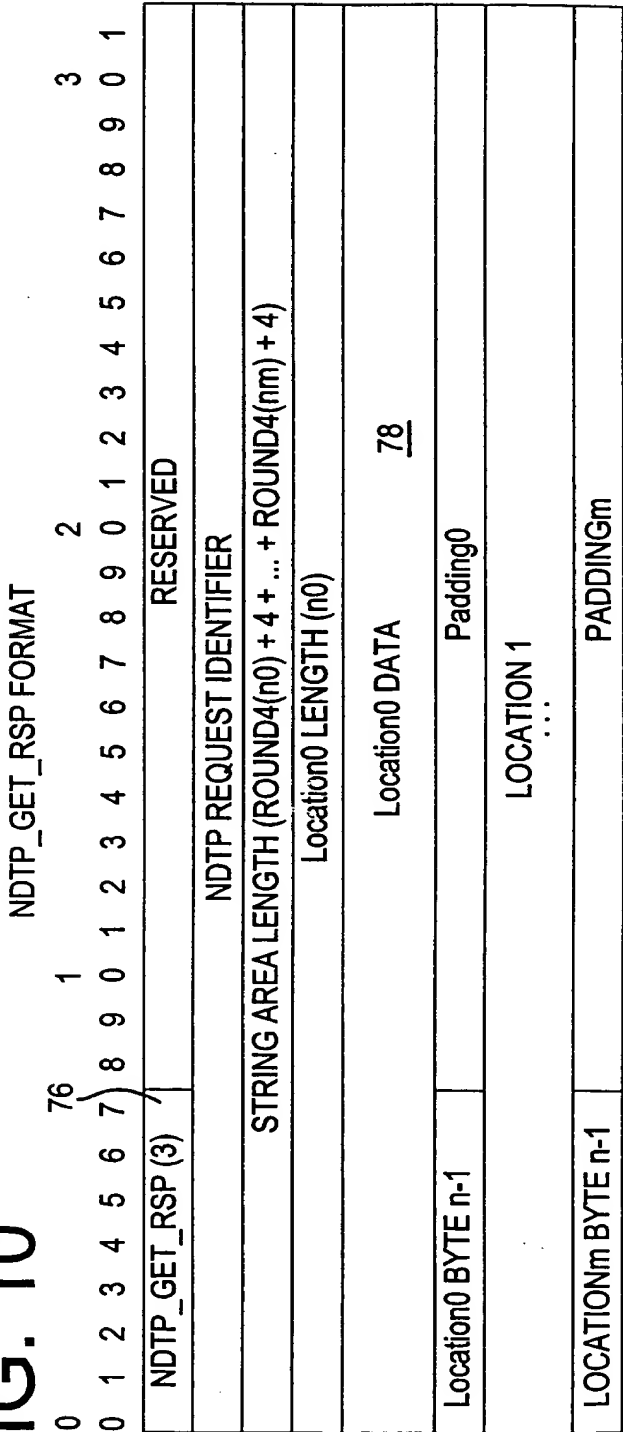 IG. 10
NDTP_GET_RSP FORMAT
0 1 2 3
0 1 2 3 4 5 6 7 8 9 0 1 2 3 4 5 6 7 8 9 0 1 2 3 4 5 6 7 8 9 0 1
76
NDTP_GET_RSP (3) RESERVED
NDTP REQUEST IDENTIFIER
STRING AREA LENGTH (ROUND4(n0) + 4 + ... + ROUND4(nm) + 4)
Location0 LENGTH (n0)
Location0 DATA 78
Location0 BYTE n-1 Padding0
LOCATION 1
...
LOCATIONm BYTE n-1 PADDINGm